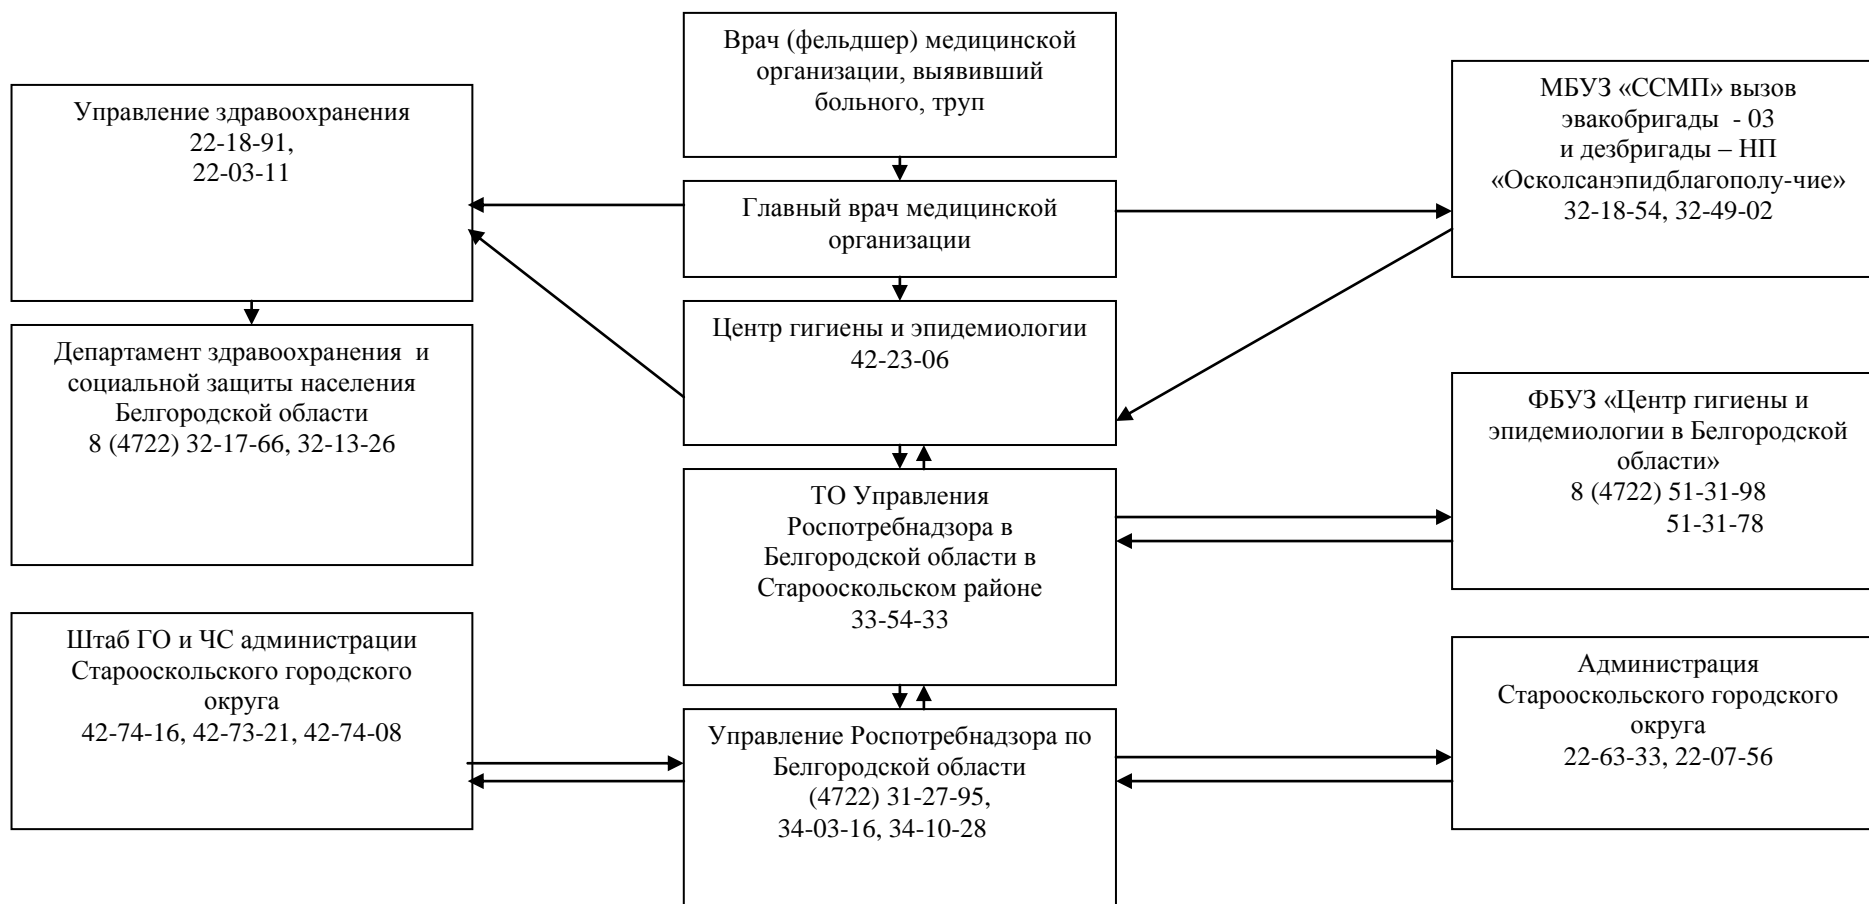 Врач (фельдшер) медицинской
организации, выявивший
больного, труп
Управление здравоохранения
22-18-91,
22-03-11
МБУЗ «ССМП» вызов
эвакобригады - 03
и дезбригады – НП
«Осколсанэпидблагополу-чие»
32-18-54, 32-49-02
Главный врач медицинской
организации
Центр гигиены и эпидемиологии
42-23-06
Департамент здравоохранения и
социальной защиты населения
Белгородской области
8 (4722) 32-17-66, 32-13-26
ФБУЗ «Центр гигиены и
эпидемиологии в Белгородской
области»
8 (4722) 51-31-98
51-31-78
ТО Управления
Роспотребнадзора в
Белгородской области в
Старооскольском районе
33-54-33
Штаб ГО и ЧС администрации
Старооскольского городского
округа
42-74-16, 42-73-21, 42-74-08
Администрация
Старооскольского городского
округа
22-63-33, 22-07-56
Управление Роспотребнадзора по
Белгородской области
(4722) 31-27-95,
34-03-16, 34-10-28